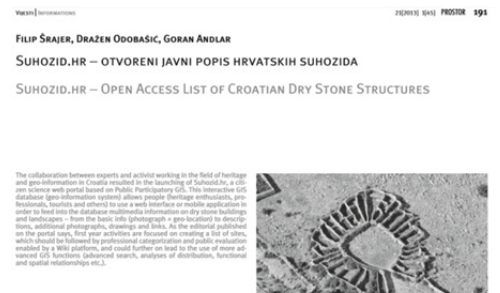 Vijesti | Informations 21[2013] 1[45] PROSTOR 191
Filip Šrajer, Dražen Odobašić, Goran Andlar
Suhozid.hr – otvoreni javni popis hrvatskih suhozida
Suhozid.hr – Open Access List of Croatian Dry Stone Structures
The collaboration between experts and activist working in the field of heritage
and geo-information in Croatia resulted in the launching of Suhozid.hr, a citi-
zen science web portal based on Public Participatory GIS. This interactive GIS
database (geo-information system) allows people (heritage enthusiasts, pro-
fessionals, tourists and others) to use a web interface or mobile application in
order to feed into the database multimedia information on dry stone buildings
and landscapes – from the basic info (photograph + geo-location) to descrip-
tions, additional photographs, drawings and links. As the editorial published
on the portal says, first year activities are focused on creating a list of sites,
which should be followed by professional categorization and public evaluation
enabled by a Wiki platform, and could further on lead to the use of more ad-
vanced GIS functions (advanced search, analyses of distribution, functional
and spatial relationships etc.).